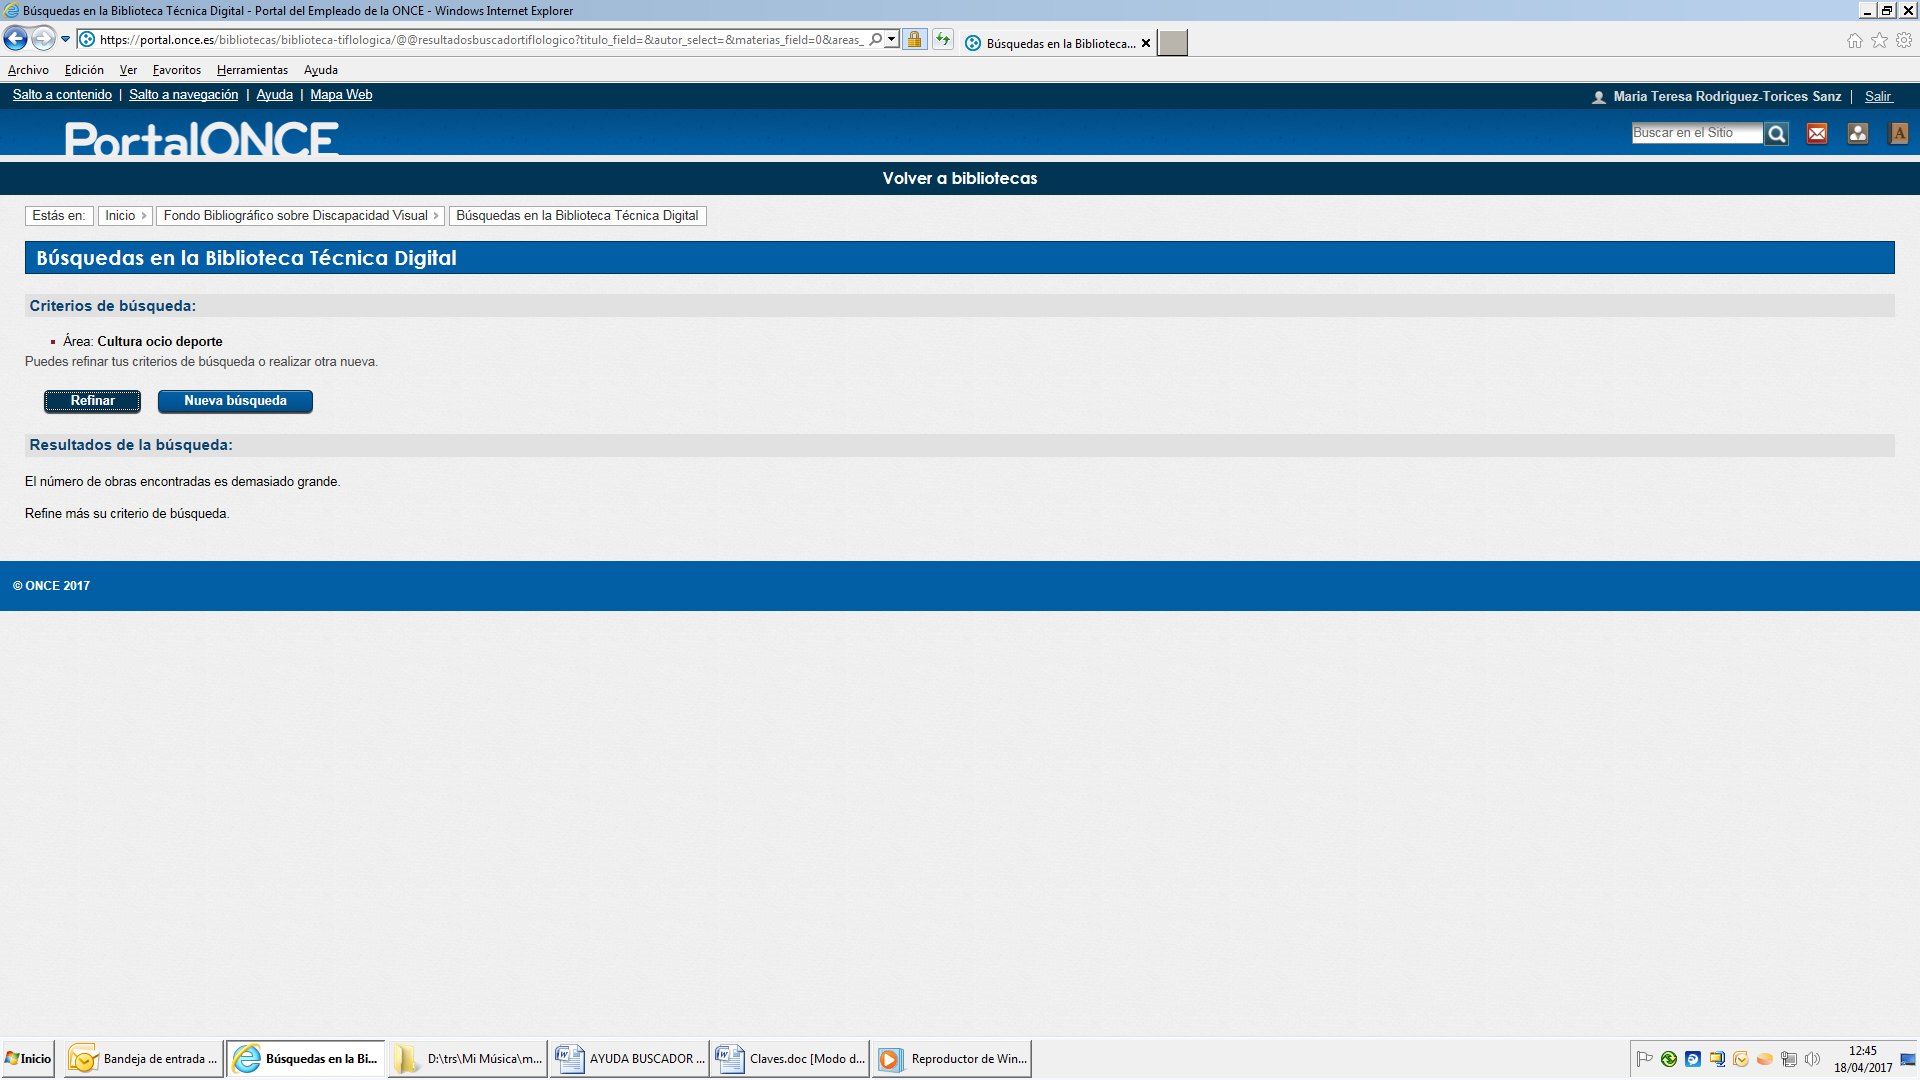 Búsquedas en la Biblioteca Técnica Digital - Portal del Empleado de la ONCE - Windows Internet Explorer
https://portal.once.es/bibliotecas/biblioteca-tiflologica/@@resultadosbuscadortiflologico?titulo_field=&autor_select=&materias_field=0&areas_
Búsquedas en la Biblioteca...
Archivo Edición Ver Favoritos Herramientas Ayuda
Salto a contenido | Salto a navegación | Ayuda | Mapa Web
Maria Teresa Rodriguez-Torices Sanz | Salir
PortalONCE
Buscar en el Sitio
A
Volver a bibliotecas
Estás en: Inicio Fondo Bibliográfico sobre Discapacidad Visual Búsquedas en la Biblioteca Técnica Digital
Búsquedas en la Biblioteca Técnica Digital
Criterios de búsqueda:
Área: Cultura ocio deporte
Puedes refinar tus criterios de búsqueda o realizar otra nueva.
Refinar Nueva búsqueda
Resultados de la búsqueda:
El número de obras encontradas es demasiado grande.
Refine más su criterio de búsqueda.
© ONCE 2017
Inicio Bandeja de entrada ... Búsquedas en la Bi... D:\trs\Mi Música\m... AYUDA BUSCADOR ... Claves.doc [Modo d... Reproductor de Win...
12:45
18/04/2017